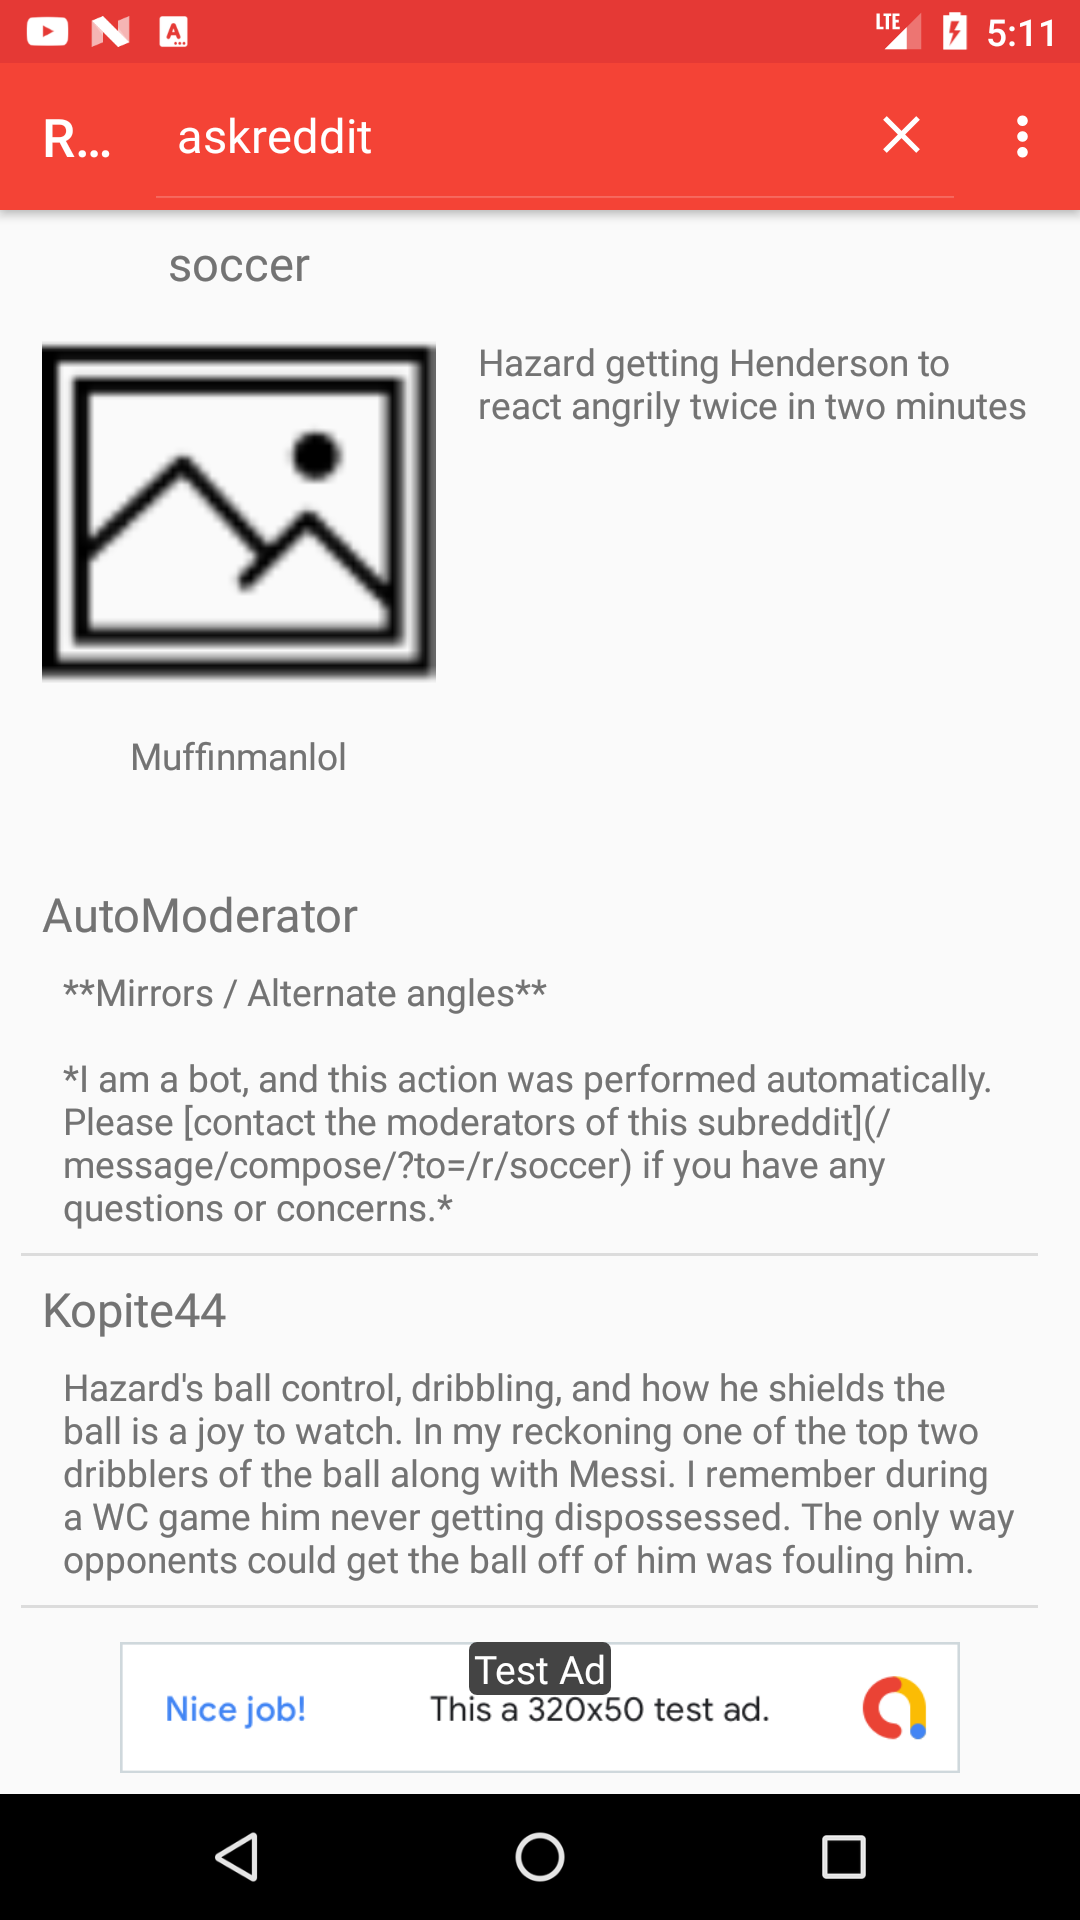 LTE
5:11
R...
askreddit
soccer
Hazard getting Henderson to
react angrily twice in two minutes
Muffinmanlol
AutoModerator
**Mirrors / Alternate angles**
*I am a bot, and this action was performed automatically.
Please [contact the moderators of this subreddit](/
message/compose/?to=/r/soccer) if you have any
questions or concerns.*
Kopite44
Hazard's ball control, dribbling, and how he shields the
ball is a joy to watch. In my reckoning one of the top two
dribblers of the ball along with Messi. I remember during
a WC game him never getting dispossessed. The only way
opponents could get the ball off of him was fouling him.
Test Ad
Nice job!
This a 320x50 test ad.